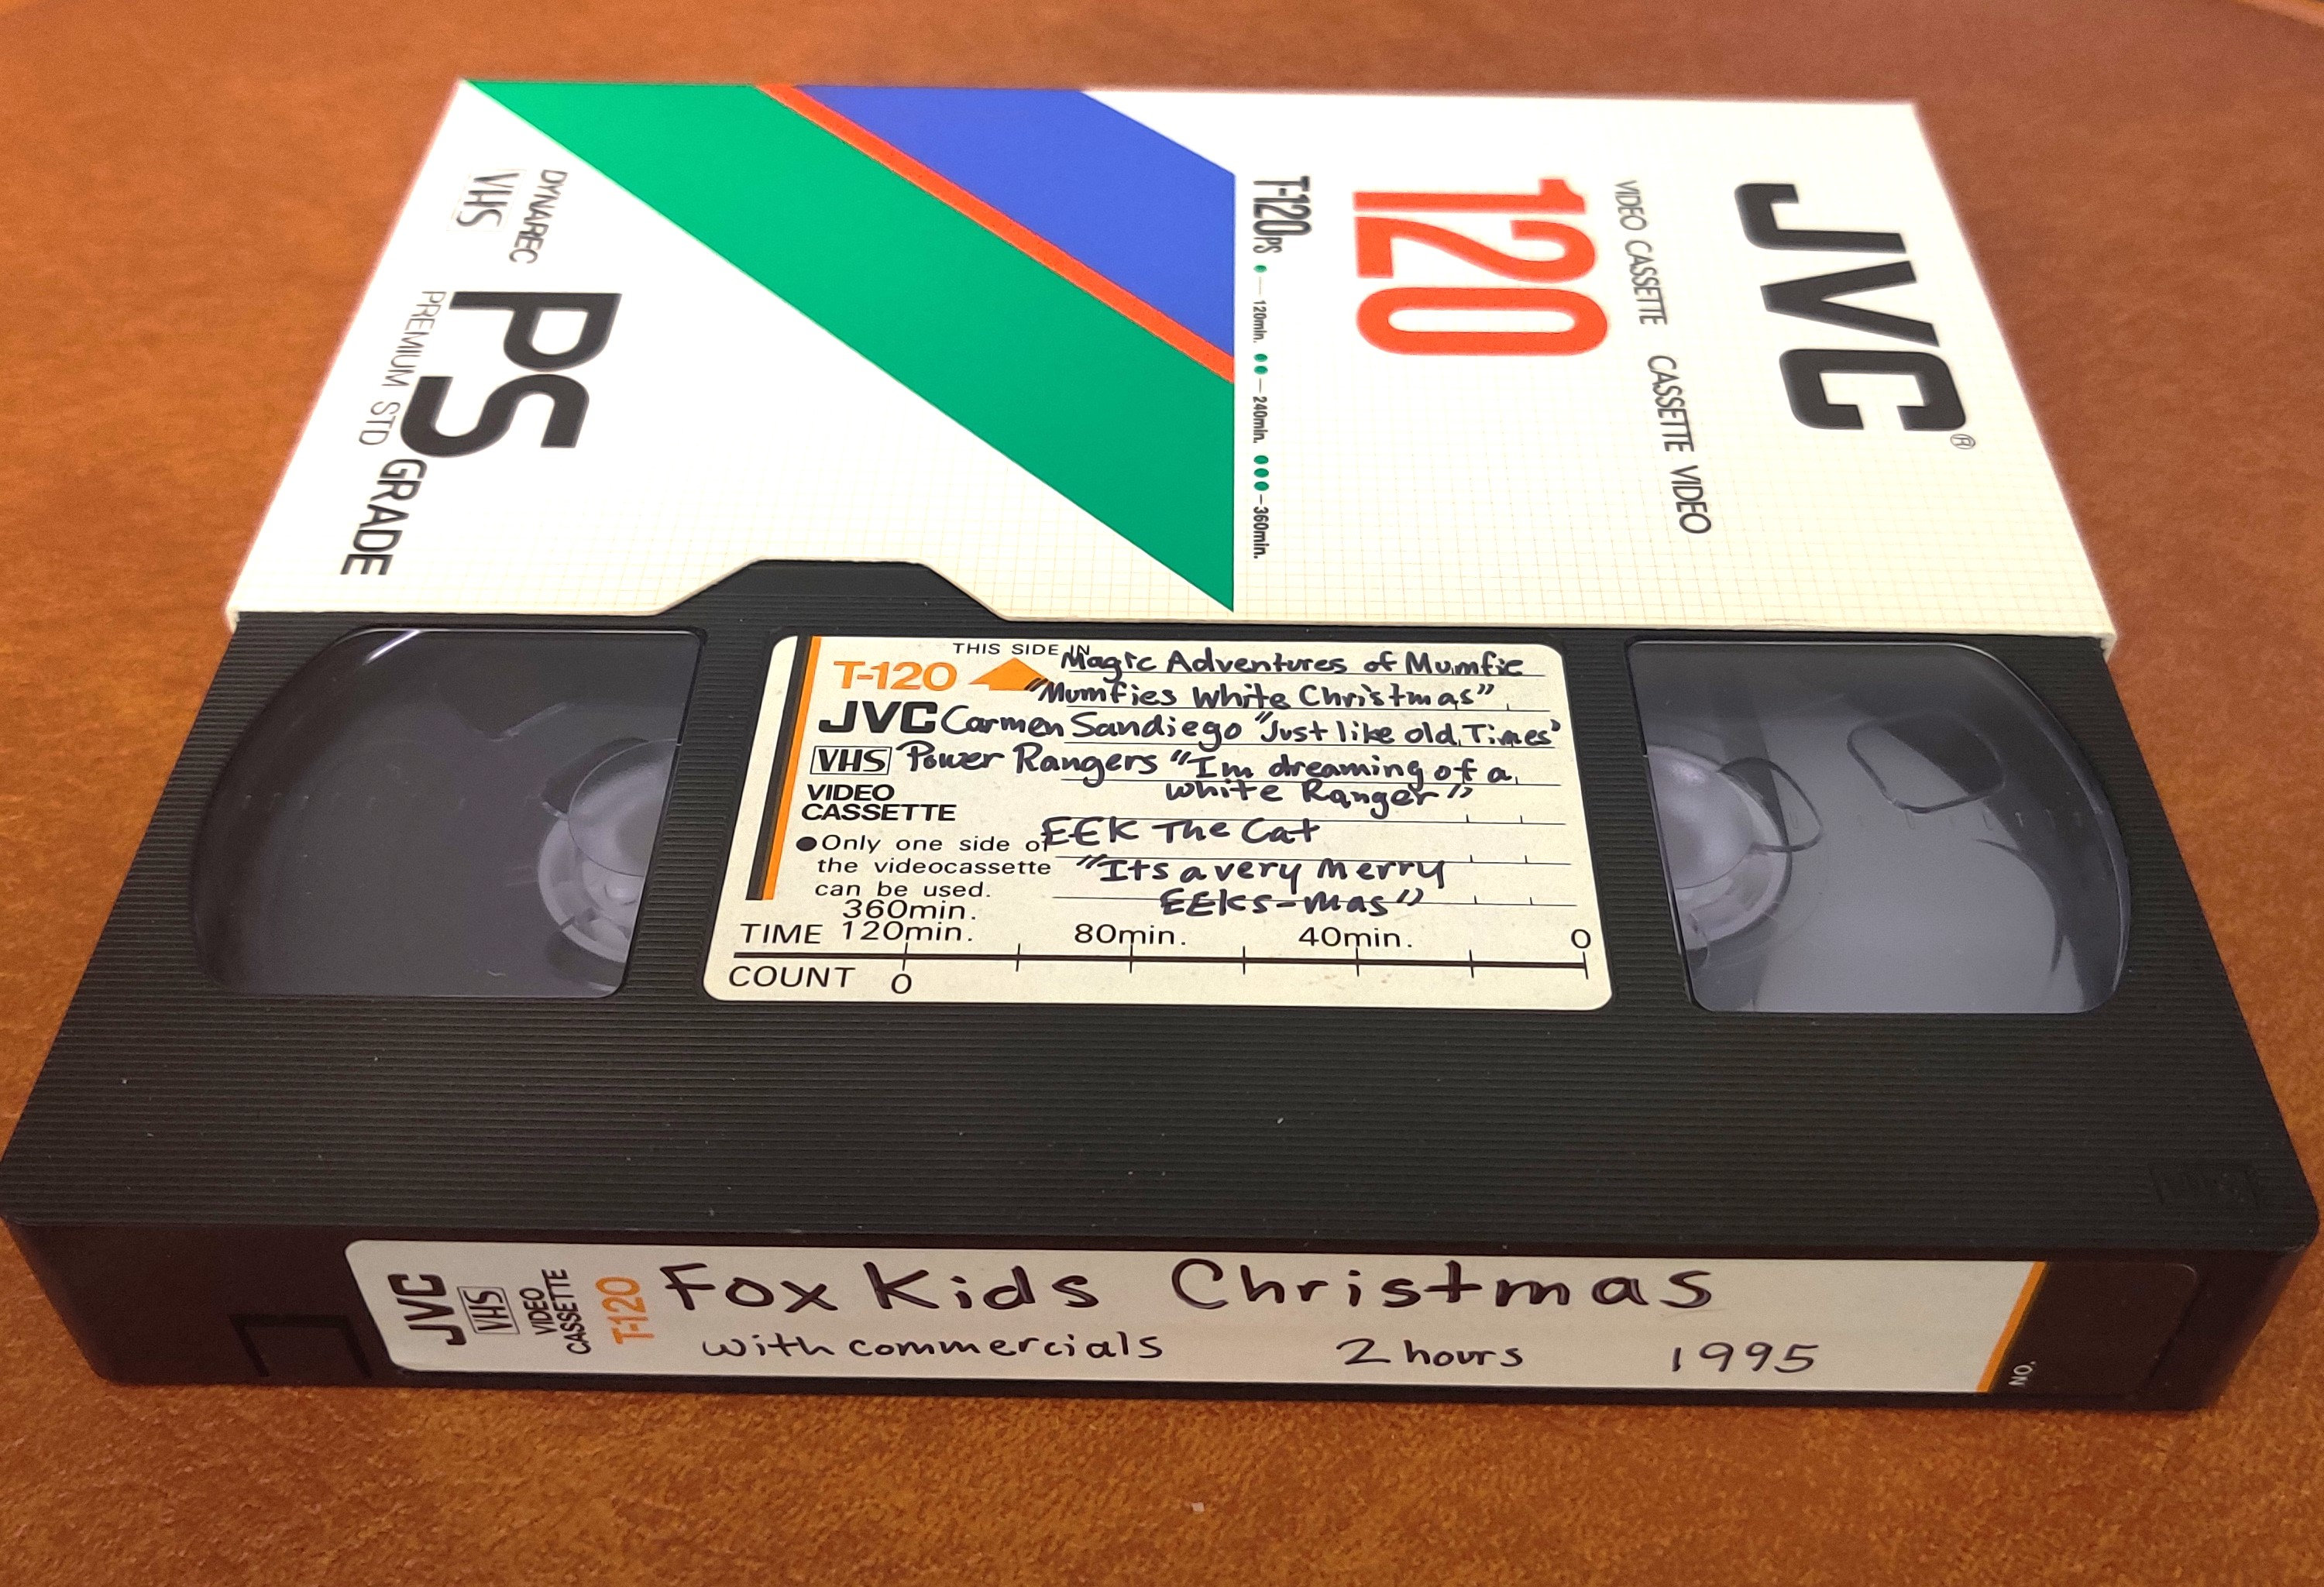 JVC®
VIDEO CASSETTE CASSETTE VIDEO
120
T-120PS ●—120min. ●●—240min. ●●●—360min.
DYNAREC
VHS
PS
PREMIUM STD GRADE
THIS SIDE IN
T-120
JVC
VHS
VIDEO
CASSETTE
●Only one side of
the videocassette
can be used.
Magic Adventures of Mumfie
"Mumfies White Christmas"
Carmen Sandiego "Just like old Times"
Power Rangers "Im dreaming of a
white Ranger"
EEK The Cat
"Its a very merry
EEks-mas"
360min.
TIME 120min. 80min. 40min. 0
COUNT 0
JVC
VHS
VIDEO
CASSETTE
T-120
Fox Kids Christmas
with commercials 2 hours 1995
NO.